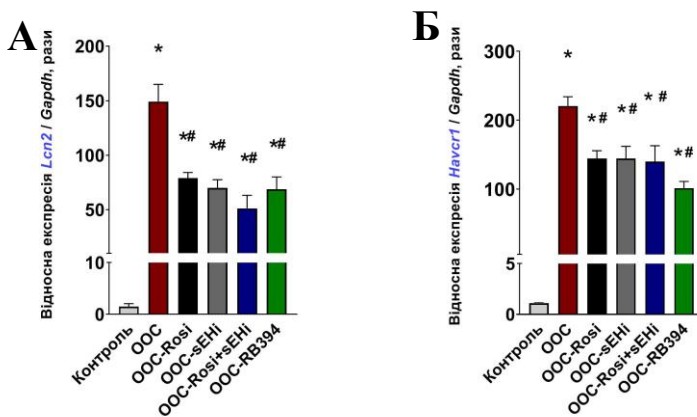 А
Відносна експресія Lcn2 / Gapdh, рази
200
150
100
50
10
0
*
*#
*#
*#
*#
Контроль
ООС
ООС-Rosi
ООС-sEHi
ООС-Rosi+sEHi
ООС-RB394
Б
Відносна експресія Havcr1 / Gapdh, рази
300
200
100
5
0
*
*#
*#
*#
*#
Контроль
ООС
ООС-Rosi
ООС-sEHi
ООС-Rosi+sEHi
ООС-RB394